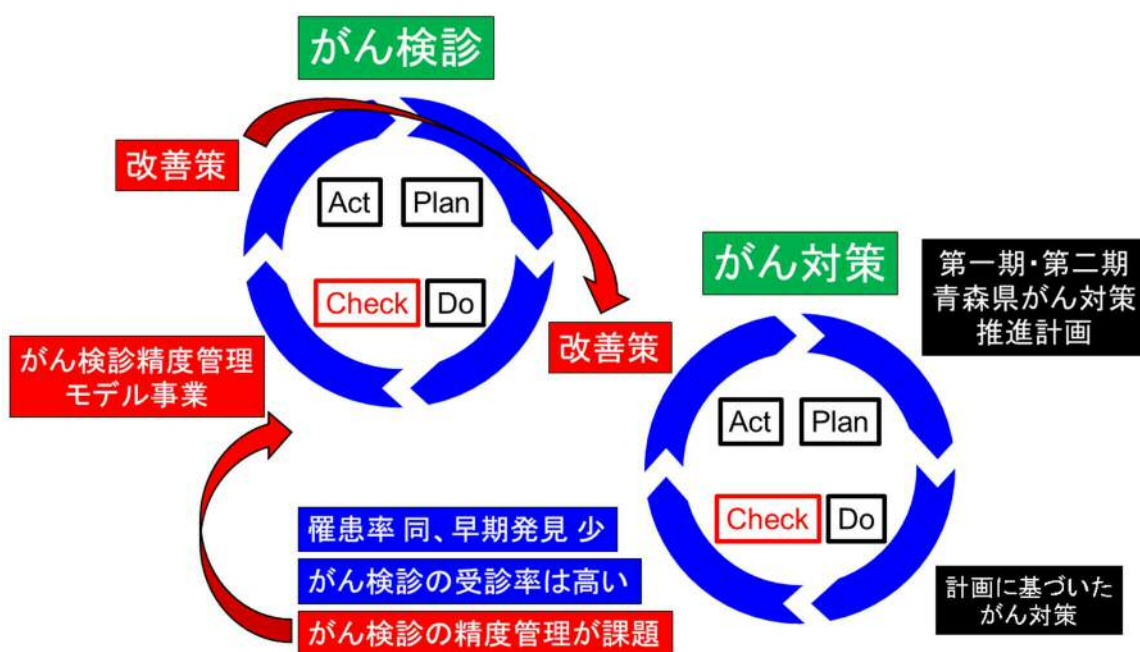 がん検診
改善策
Act
Plan
Check
Do
改善策
がん検診精度管理
モデル事業
がん対策
第一期・第二期
青森県がん対策
推進計画
Act
Plan
Check
Do
罹患率 同、早期発見 少
がん検診の受診率は高い
がん検診の精度管理が課題
計画に基づいた
がん対策